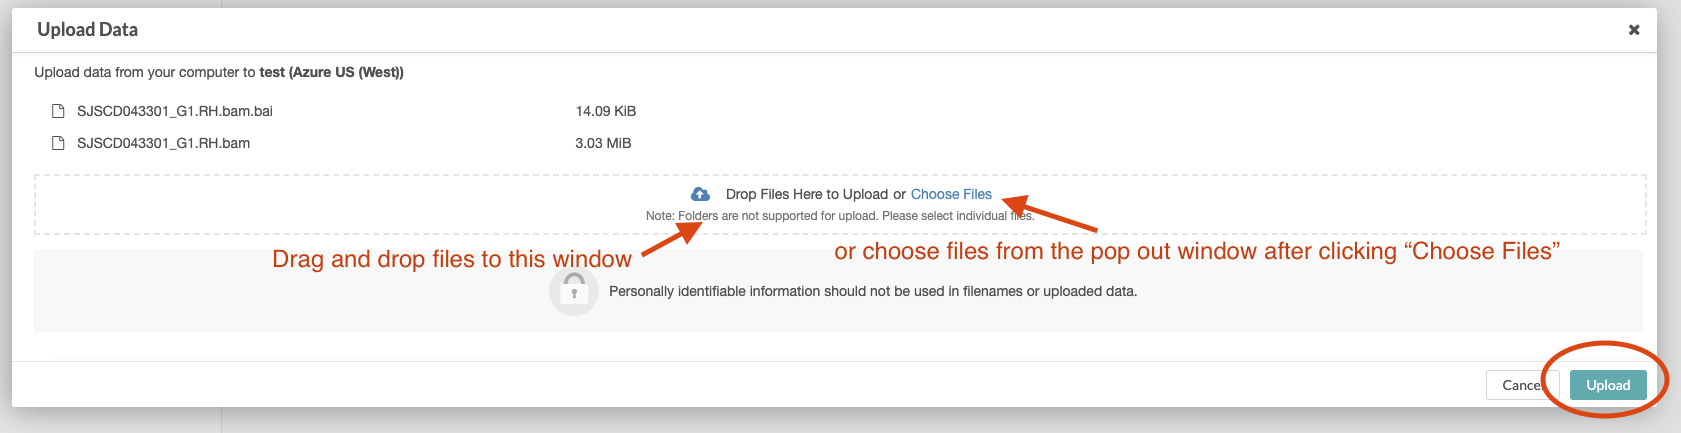 Upload Data
Upload data from your computer to test (Azure US (West))
SJSCD043301_G1.RH.bam.bai 14.09 KiB
SJSCD043301_G1.RH.bam 3.03 MiB
Drop Files Here to Upload or Choose Files
Note: Folders are not supported for upload. Please select individual files.
Drag and drop files to this window
or choose files from the pop out window after clicking “Choose Files”
Personally identifiable information should not be used in filenames or uploaded data.
Cancel
Upload